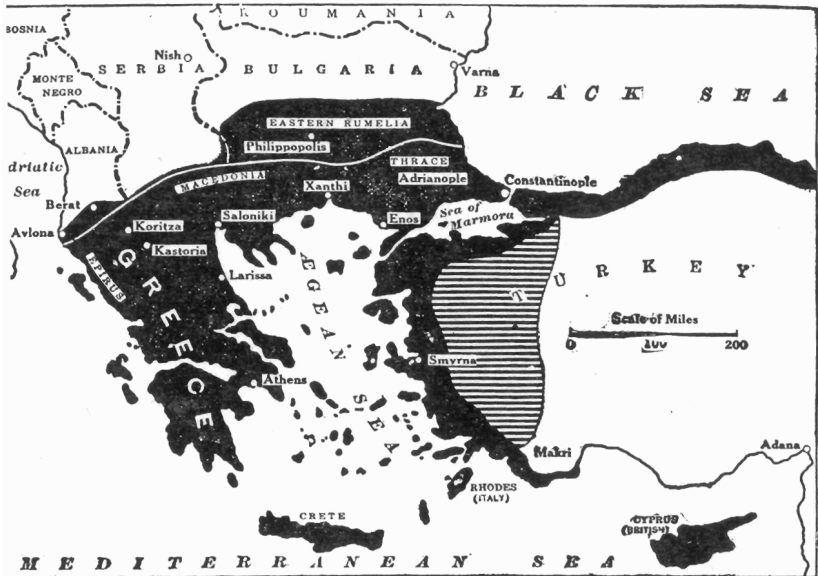 ROUMANIA
BOSNIA
Nish
SERBIA
BULGARIA
Varna
MONTE
NEGRO
BLACK SEA
EASTERN RUMELIA
Philippopolis
ALBANIA
THRACE
driatic
Sea
MACEDONIA
Adrianople
Xanthi
Constantinople
Berat
Saloniki
Enos
Sea of
Marmora
Koritza
Avlona
Kastoria
EPIRUS
Larissa
GREECE
ÆGEAN SEA
TURKEY
Scale of Miles
0 100 200
Smyrna
Athens
Makri
Adana
RHODES
(ITALY)
CRETE
CYPRUS
(BRITISH)
MEDITERRANEAN SEA